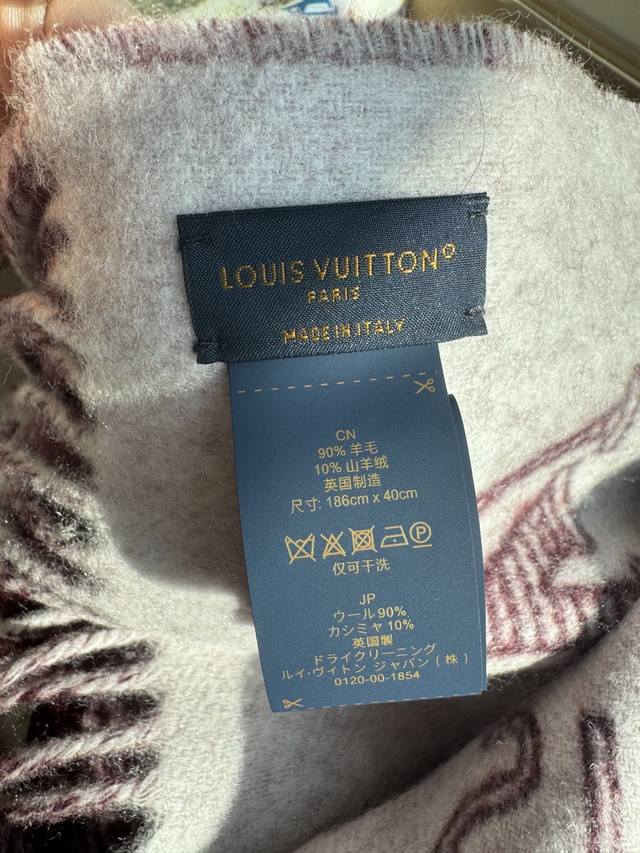 LOUIS VUITTON®
PARIS
MADE IN ITALY
CN
90% 羊毛
10% 山羊绒
英国制造
尺寸: 186cm x 40cm
仅可干洗
JP
ウール90%
カシミヤ 10%
英国製
ドライクリーニング
ルイ・ヴィトン ジャパン ( 株 )
0120-00-1854